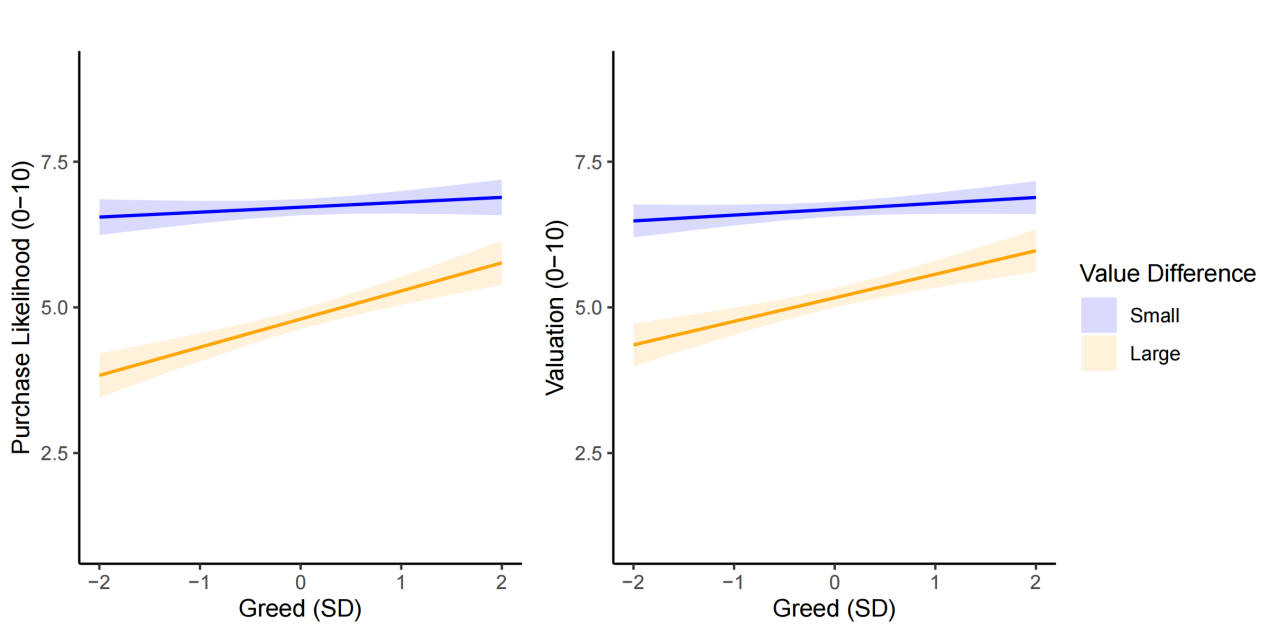 Purchase Likelihood (0−10)
7.5
5.0
2.5
−2 −1 0 1 2
Greed (SD)
Valuation (0−10)
7.5
5.0
2.5
−2 −1 0 1 2
Greed (SD)
Value Difference
Small
Large